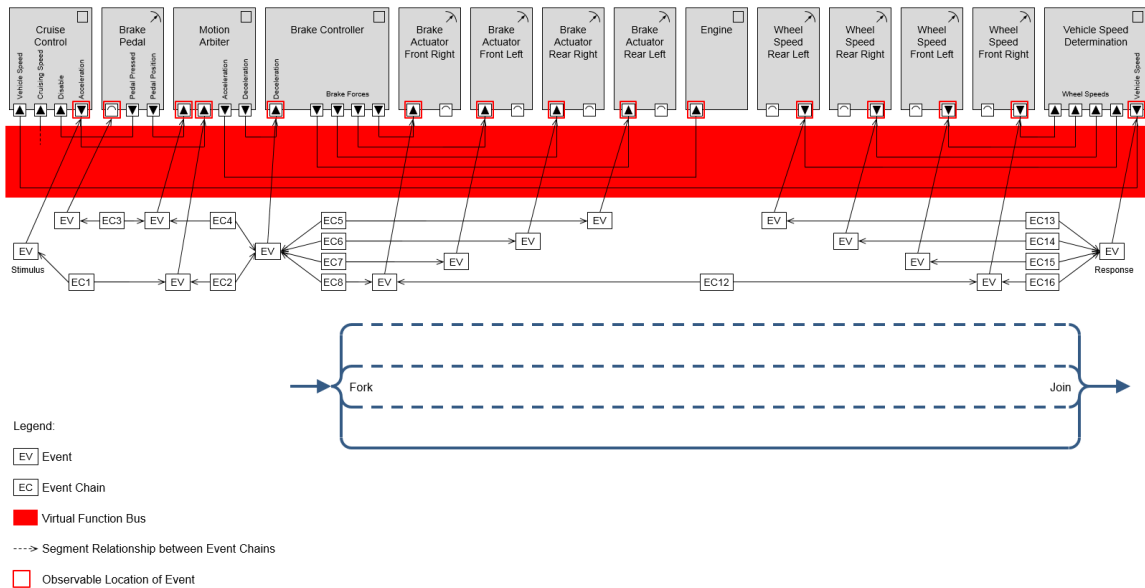 Cruise
Control
Brake
Pedal
Motion
Arbiter
Brake Controller
Brake
Actuator
Front Right
Brake
Actuator
Front Left
Brake
Actuator
Rear Right
Brake
Actuator
Rear Left
Engine
Wheel
Speed
Rear Left
Wheel
Speed
Rear Right
Wheel
Speed
Front Left
Wheel
Speed
Front Right
Vehicle Speed
Determination
Vehicle Speed
Cruising Speed
Disable
Acceleration
Pedal Pressed
Pedal Position
Acceleration
Deceleration
Deceleration
Brake Forces
Wheel Speeds
Vehicle Speed
EV
EC3
EV
EC4
EC5
EV
EV
EC13
EC6
EV
EV
EC14
EV
Stimulus
EV
EV
Response
EC7
EV
EV
EC15
EC1
EV
EC2
EC8
EV
EC12
EV
EC16
Fork
Join
Legend:
EV Event
EC Event Chain
Virtual Function Bus
Segment Relationship between Event Chains
Observable Location of Event